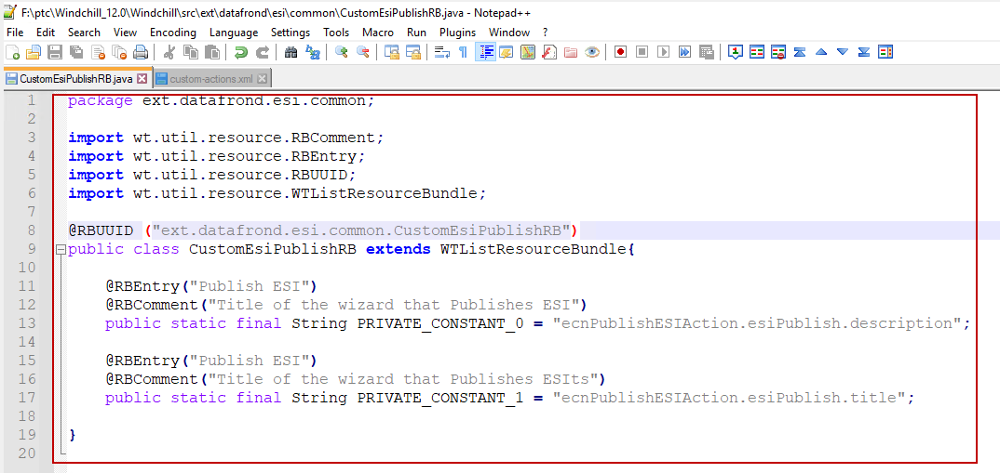 F:\ptc\Windchill_12.0\Windchill\src\ext\datafrond\esi\common\CustomEsiPublishRB.java - Notepad++
File Edit Search View Encoding Language Settings Tools Macro Run Plugins Window ?
CustomEsiPublishRB.java custom-actions.xml
1 package ext.datafrond.esi.common;
2
3 import wt.util.resource.RBComment;
4 import wt.util.resource.RBEntry;
5 import wt.util.resource.RBUUID;
6 import wt.util.resource.WTListResourceBundle;
7
8 @RBUUID ("ext.datafrond.esi.common.CustomEsiPublishRB")
9 public class CustomEsiPublishRB extends WTListResourceBundle{
10
11 @RBEntry("Publish ESI")
12 @RBComment("Title of the wizard that Publishes ESI")
13 public static final String PRIVATE_CONSTANT_0 = "ecnPublishESIAction.esiPublish.description";
14
15 @RBEntry("Publish ESI")
16 @RBComment("Title of the wizard that Publishes ESIts")
17 public static final String PRIVATE_CONSTANT_1 = "ecnPublishESIAction.esiPublish.title";
18
19 }
20